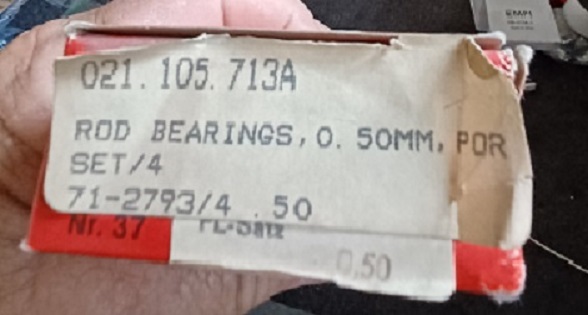 021.105.713A
ROD BEARINGS, 0.50MM, POR
SET/4
71-2793/4 .50
Nr. 37
0,50